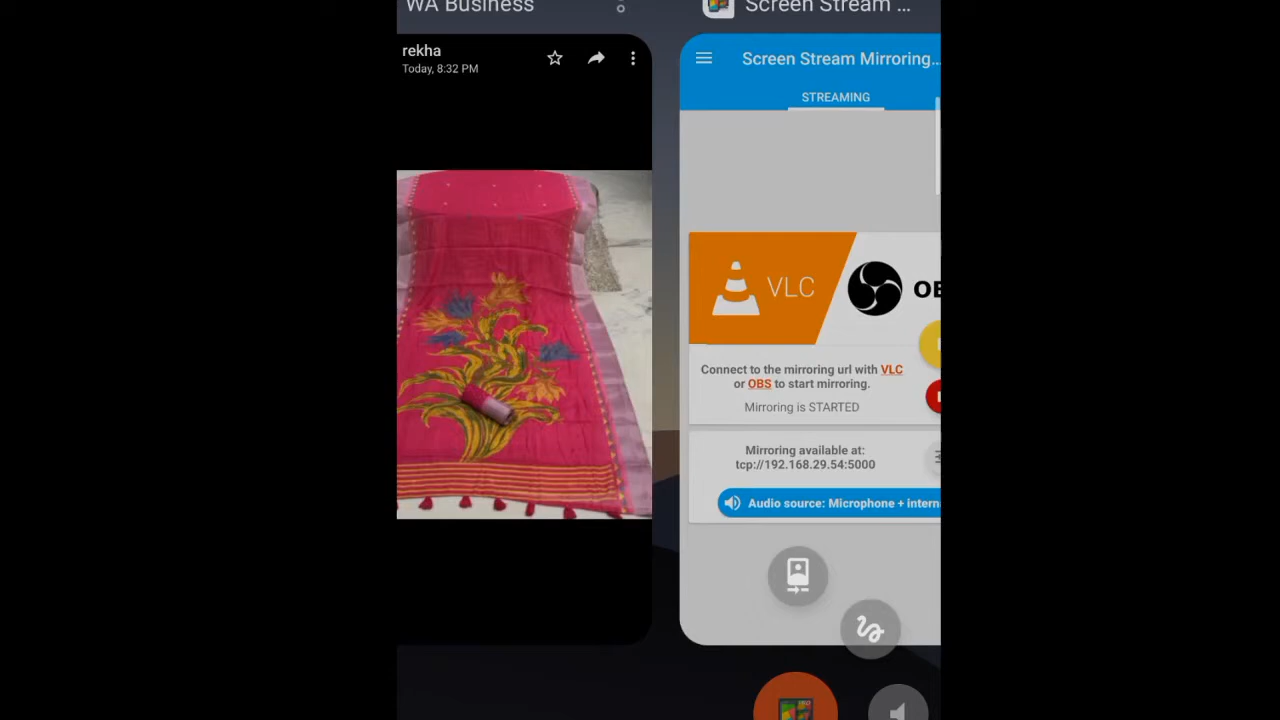 WA Business
rekha
Today, 8:32 PM
Screen Stream ...
Screen Stream Mirroring...
STREAMING
VLC
Connect to the mirroring url with VLC
or OBS to start mirroring.
Mirroring is STARTED
Mirroring available at:
tcp://192.168.29.54:5000
Audio source: Microphone +